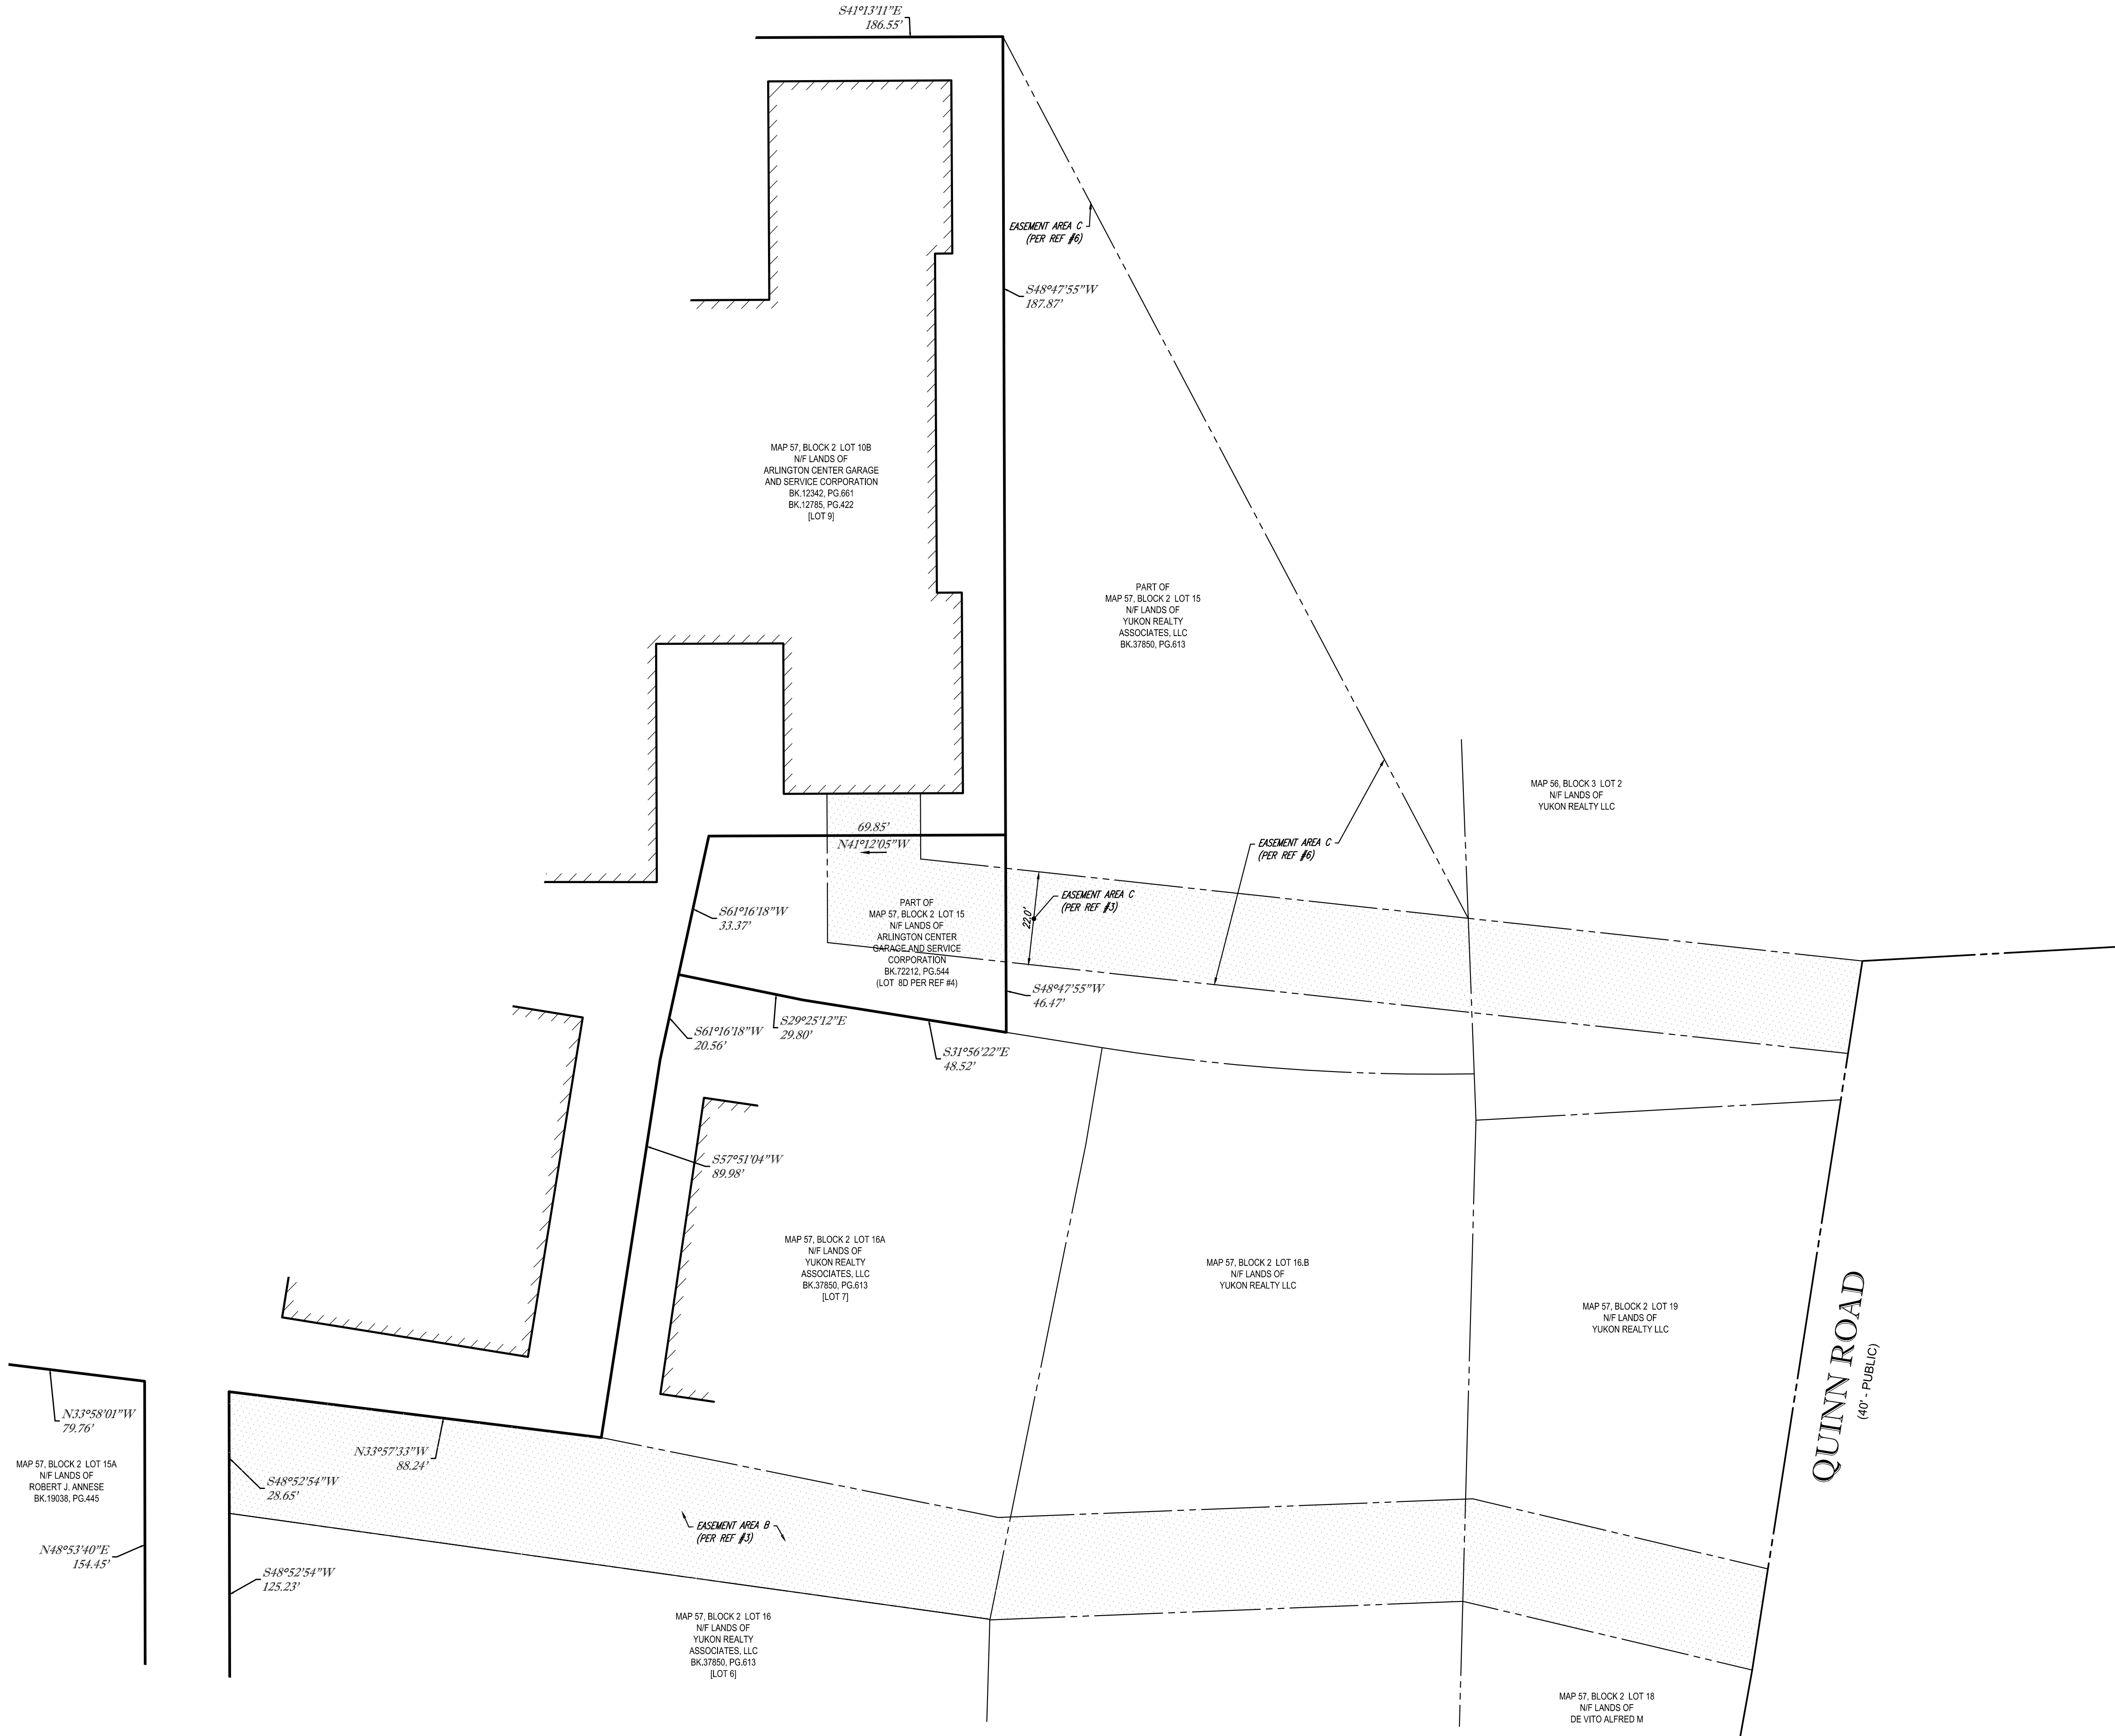 S41°13'11"E
186.55'
EASEMENT AREA C
(PER REF #6)
S48°47'55"W
187.87'
MAP 57, BLOCK 2 LOT 10B
N/F LANDS OF
ARLINGTON CENTER GARAGE
AND SERVICE CORPORATION
BK.12342, PG.661
BK.12785, PG.422
[LOT 9]
PART OF
MAP 57, BLOCK 2 LOT 15
N/F LANDS OF
YUKON REALTY
ASSOCIATES, LLC
BK.37850, PG.613
MAP 56, BLOCK 3 LOT 2
N/F LANDS OF
YUKON REALTY LLC
69.85'
N41°12'05"W
EASEMENT AREA C
(PER REF #6)
EASEMENT AREA C
(PER REF #3)
22.0'
S61°16'18"W
33.37'
PART OF
MAP 57, BLOCK 2 LOT 15
N/F LANDS OF
ARLINGTON CENTER
GARAGE AND SERVICE
CORPORATION
BK.72212, PG.544
(LOT 8D PER REF #4)
S48°47'55"W
46.47'
S61°16'18"W
20.56'
S29°25'12"E
29.80'
S31°56'22"E
48.52'
S57°51'04"W
89.98'
MAP 57, BLOCK 2 LOT 16A
N/F LANDS OF
YUKON REALTY
ASSOCIATES, LLC
BK.37850, PG.613
[LOT 7]
MAP 57, BLOCK 2 LOT 16.B
N/F LANDS OF
YUKON REALTY LLC
MAP 57, BLOCK 2 LOT 19
N/F LANDS OF
YUKON REALTY LLC
QUINN ROAD
(40' - PUBLIC)
N33°58'01"W
79.76'
MAP 57, BLOCK 2 LOT 15A
N/F LANDS OF
ROBERT J. ANNESE
BK.19038, PG.445
N33°57'33"W
88.24'
S48°52'54"W
28.65'
EASEMENT AREA B
(PER REF #3)
N48°53'40"E
154.45'
S48°52'54"W
125.23'
MAP 57, BLOCK 2 LOT 16
N/F LANDS OF
YUKON REALTY
ASSOCIATES, LLC
BK.37850, PG.613
[LOT 6]
MAP 57, BLOCK 2 LOT 18
N/F LANDS OF
DE VITO ALFRED M